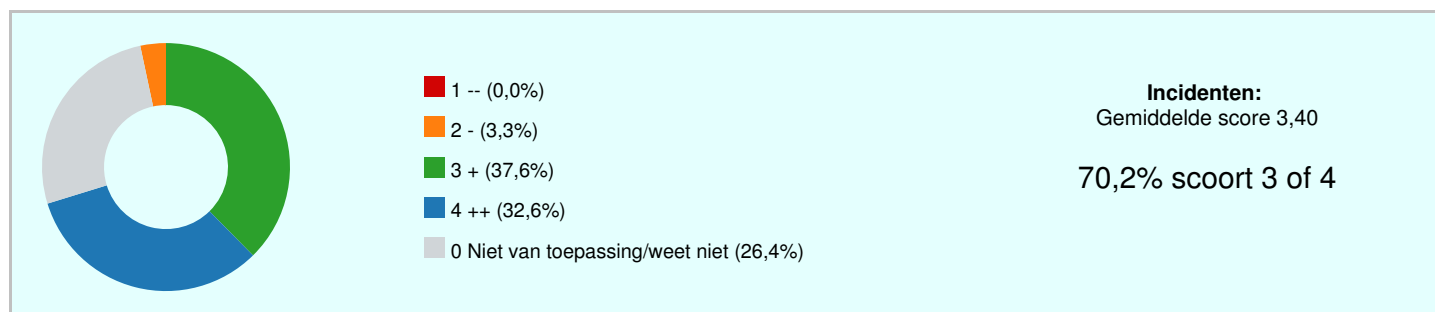 1 -- (0,0%)
2 - (3,3%)
3 + (37,6%)
4 ++ (32,6%)
0 Niet van toepassing/weet niet (26,4%)
Incidenten:
Gemiddelde score 3,40
70,2% scoort 3 of 4